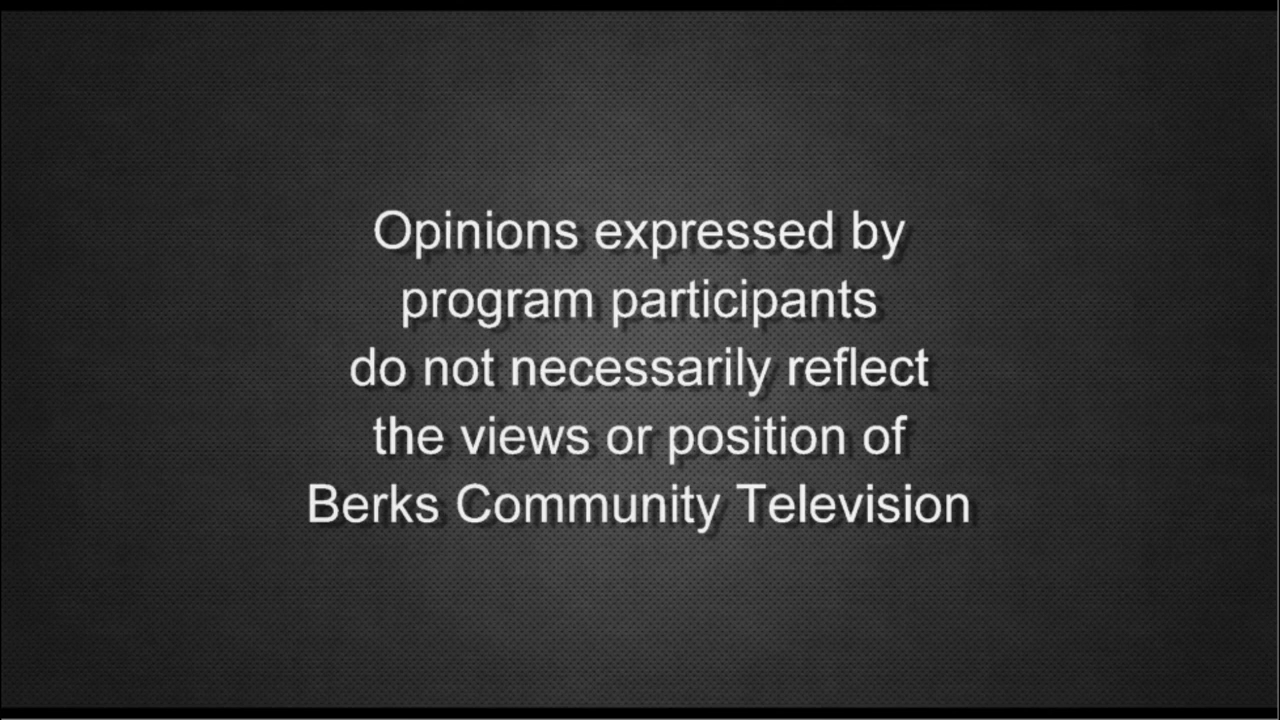 Opinions expressed by
program participants
do not necessarily reflect
the views or position of
Berks Community Television